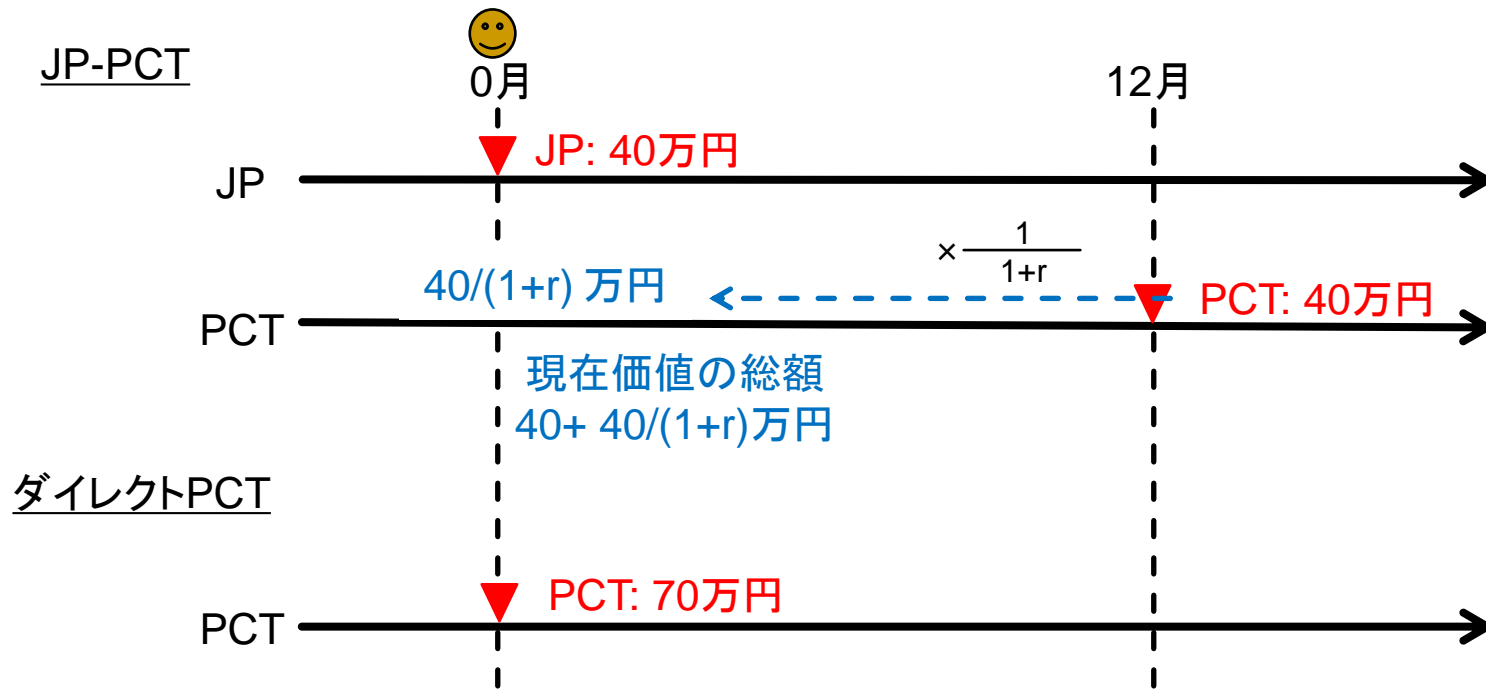 JP-PCT
0月
12月
JP: 40万円
JP
× 1/1+r
40/(1+r) 万円
PCT: 40万円
PCT
現在価値の総額
40+ 40/(1+r)万円
ダイレクトPCT
PCT: 70万円
PCT